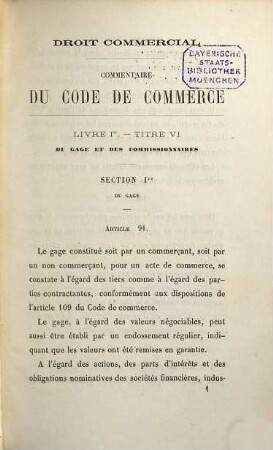 DROIT COMMERCIAL
BAYERISCHE
STAATS-
BIBLIOTHEK
MUENCHEN
COMMENTAIRE
DU CODE DE COMMERCE
LIVRE Ier. — TITRE VI
DU GAGE ET DES COMMISSIONNAIRES
SECTION Ire
DU GAGE
ARTICLE 91.
Le gage constitué soit par un commerçant, soit par
un non commerçant, pour un acte de commerce, se
constate à l'égard des tiers comme à l'égard des par-
ties contractantes, conformément aux dispositions de
l'article 109 du Code de commerce.
Le gage, à l'égard des valeurs négociables, peut
aussi être établi par un endossement régulier, indi-
quant que les valeurs ont été remises en garantie.
A l'égard des actions, des parts d'intérêts et des
obligations nominatives des sociétés financières, indus-
1